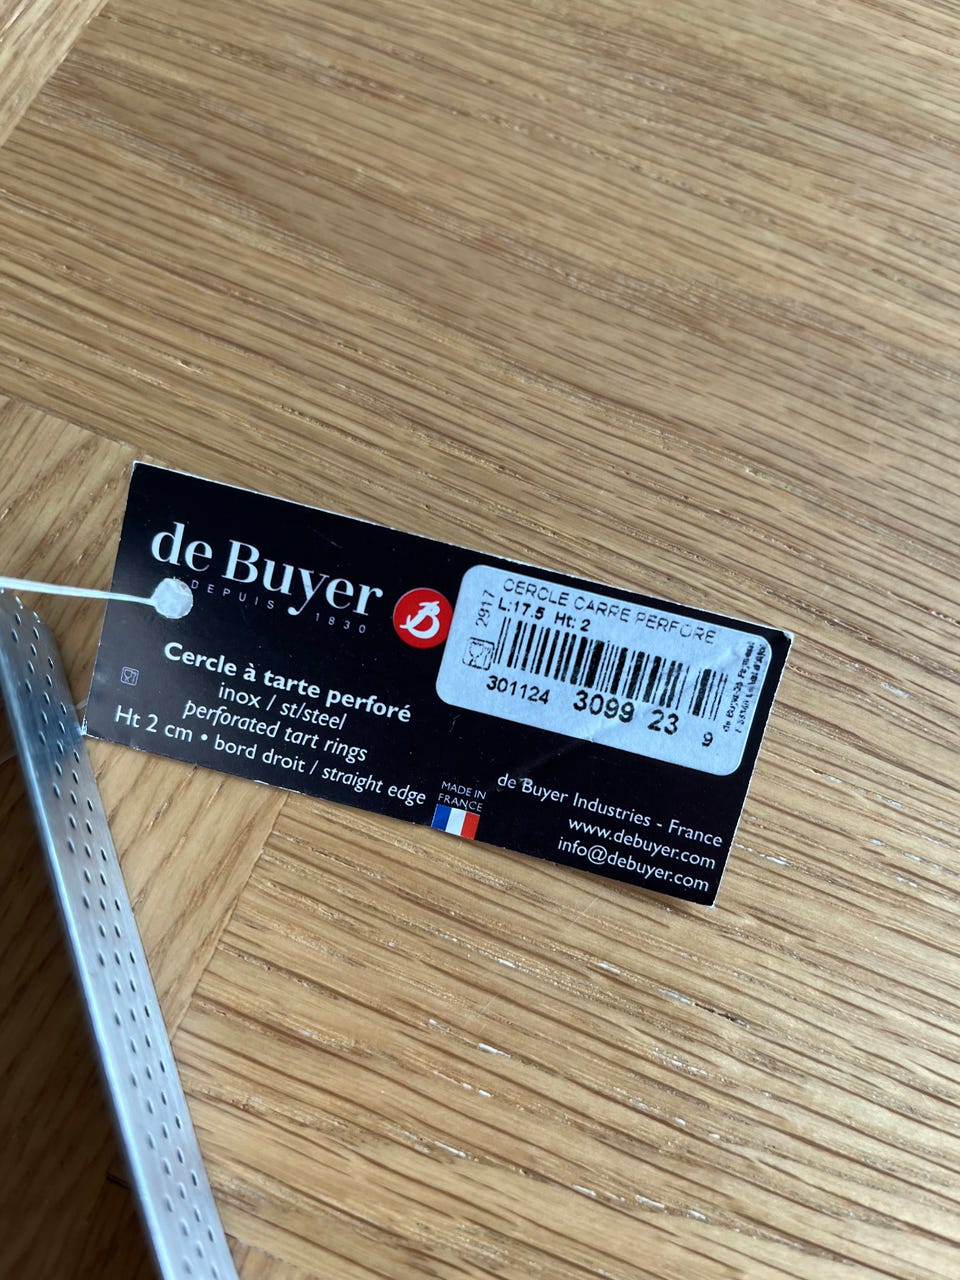 de Buyer
DEPUIS 1830
Cercle à tarte perforé
inox / st/steel
perforated tart rings
Ht 2 cm • bord droit / straight edge
MADE IN
FRANCE
B
CERCLE CARRE PERFORE
L:17.5 Ht: 2
2917
301124 3099 23 9
de Buyer Industries - France
www.debuyer.com
info@debuyer.com